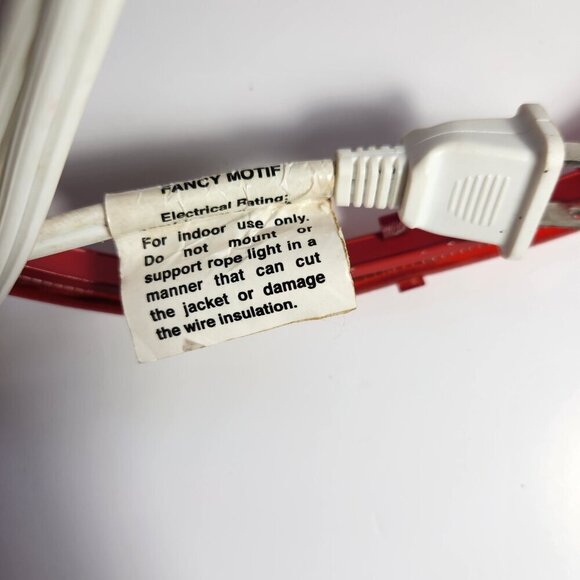 FANCY MOTIF
Electrical Rating:
For indoor use only.
Do not mount or
support rope light in a
manner that can cut
the jacket or damage
the wire insulation.